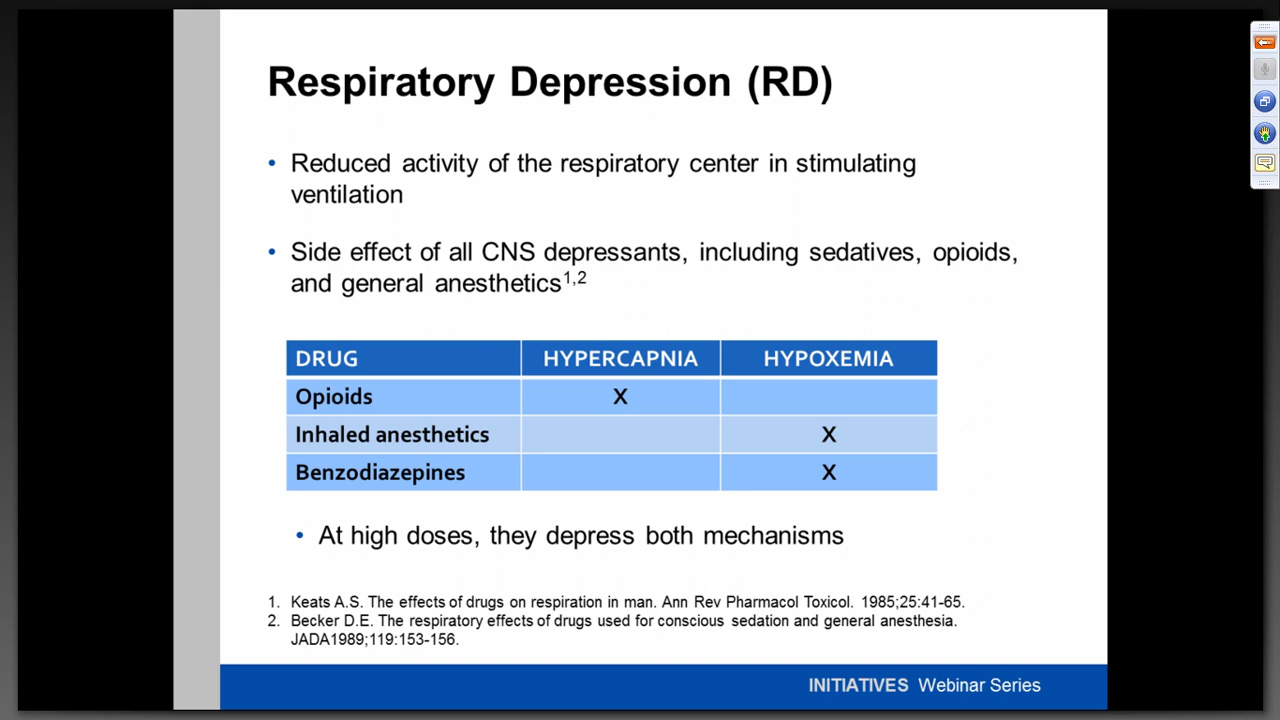 Respiratory Depression (RD)
• Reduced activity of the respiratory center in stimulating
ventilation
• Side effect of all CNS depressants, including sedatives, opioids,
and general anesthetics1,2
DRUG HYPERCAPNIA HYPOXEMIA
Opioids X
Inhaled anesthetics X
Benzodiazepines X
• At high doses, they depress both mechanisms
1. Keats A.S. The effects of drugs on respiration in man. Ann Rev Pharmacol Toxicol. 1985;25:41-65.
2. Becker D.E. The respiratory effects of drugs used for conscious sedation and general anesthesia.
JADA1989;119:153-156.
INITIATIVES Webinar Series